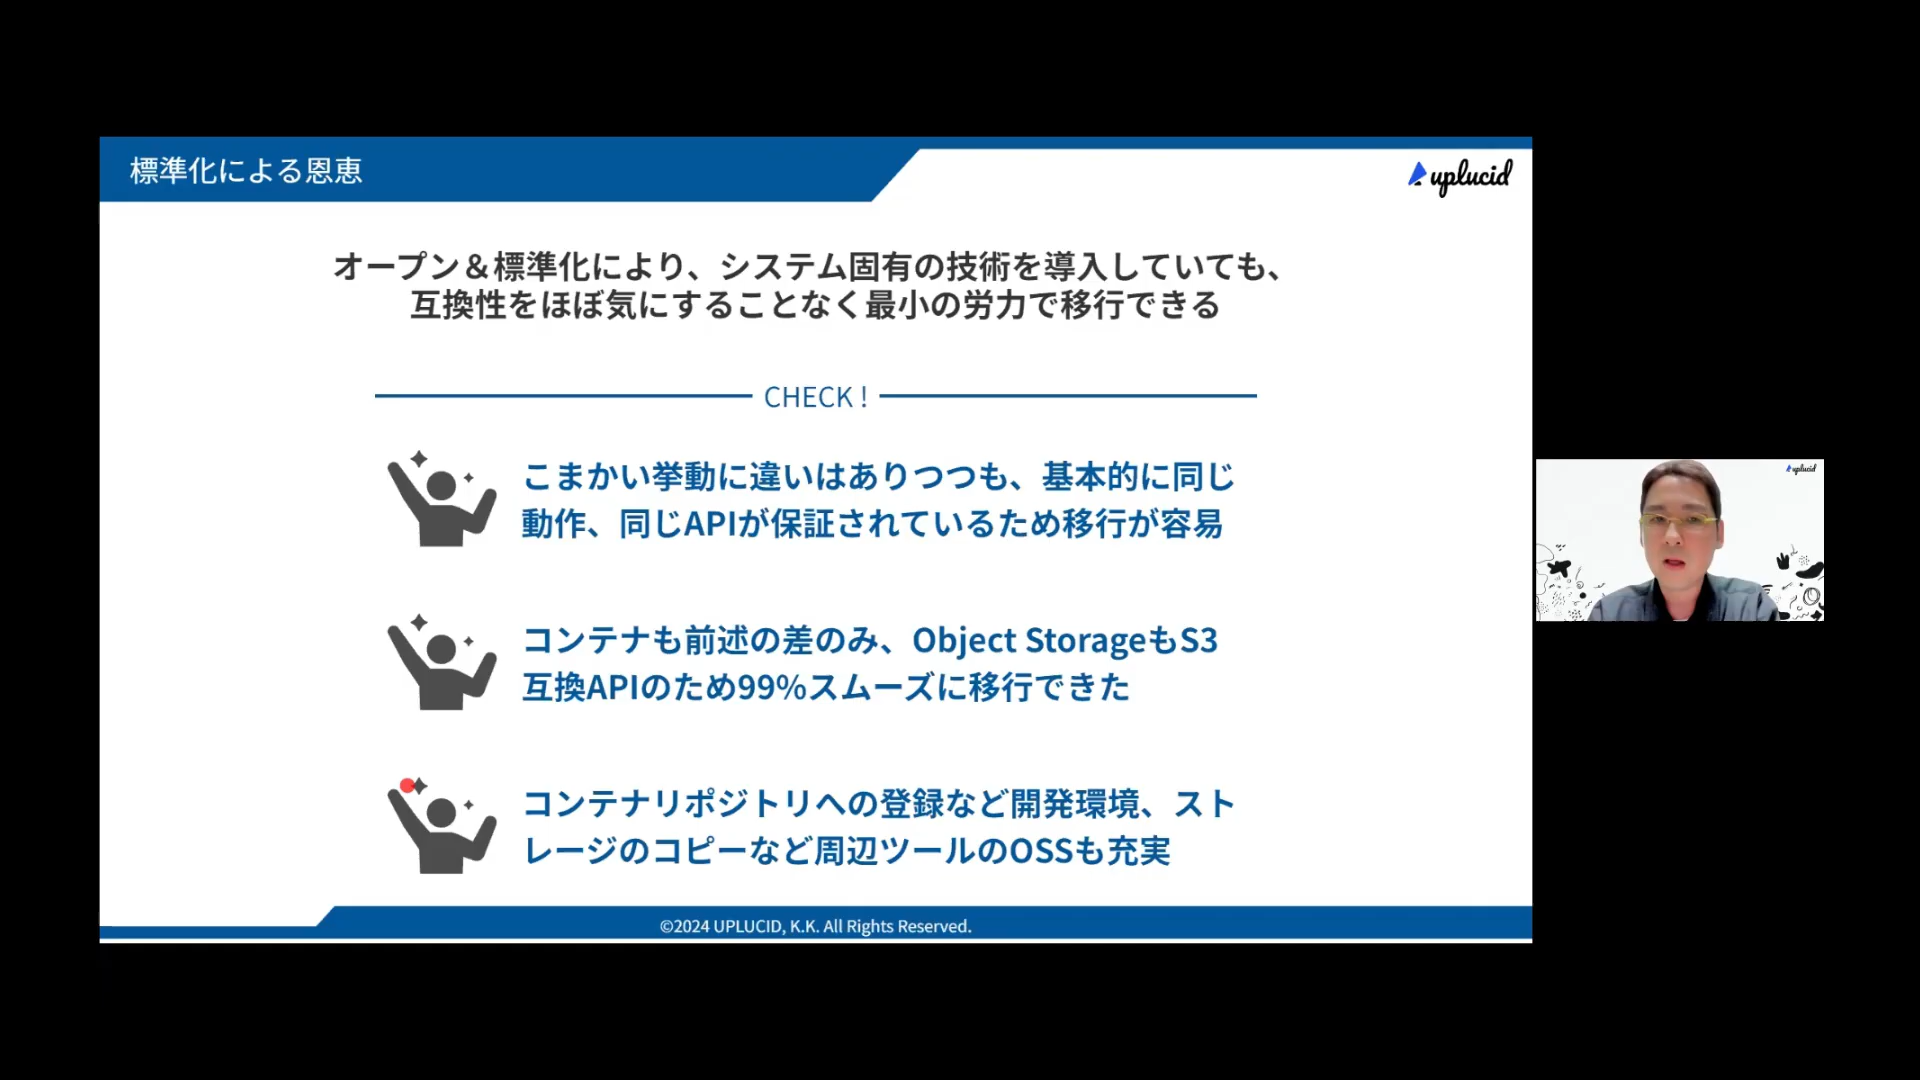 標準化による恩恵
uplucid
オープン＆標準化により、システム固有の技術を導入していても、
互換性をほぼ気にすることなく最小の労力で移行できる
CHECK !
こまかい挙動に違いはありつつも、基本的に同じ
動作、同じAPIが保証されているため移行が容易
コンテナも前述の差のみ、Object StorageもS3
互換APIのため99%スムーズに移行できた
コンテナリポジトリへの登録など開発環境、スト
レージのコピーなど周辺ツールのOSSも充実
©2024 UPLUCID, K.K. All Rights Reserved.
uplucid